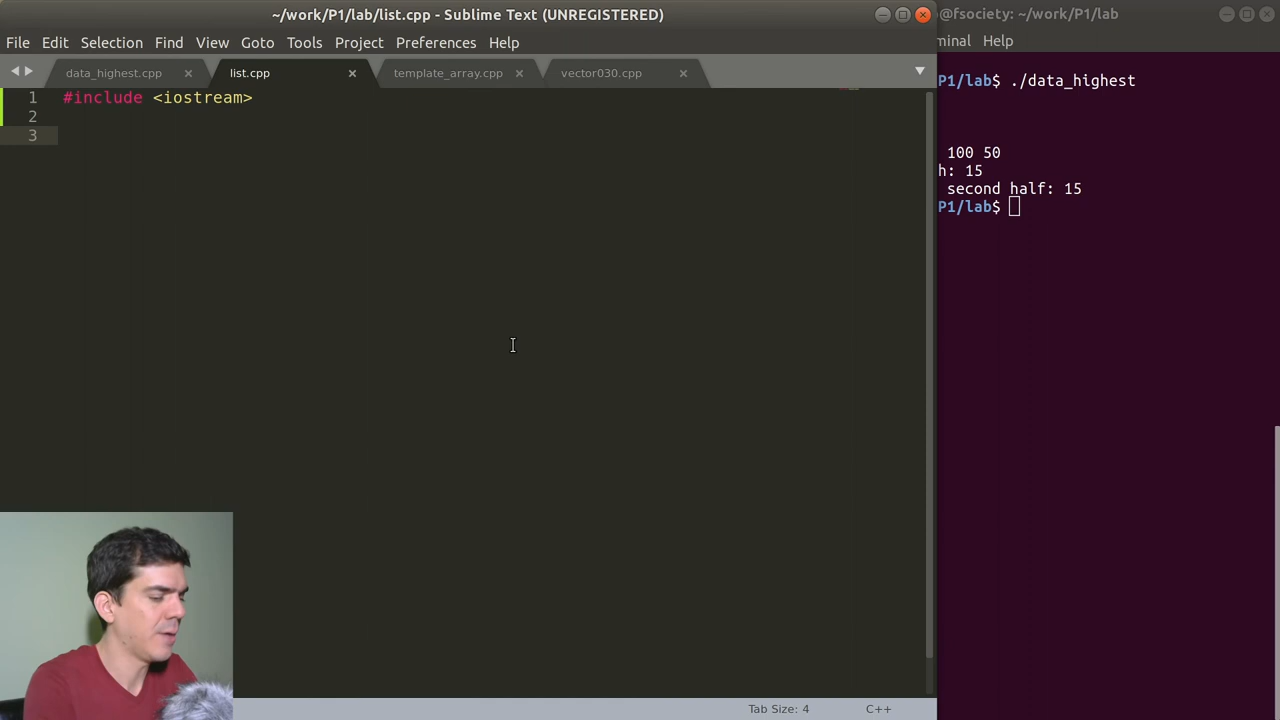 ~/work/P1/lab/list.cpp - Sublime Text (UNREGISTERED)
File Edit Selection Find View Goto Tools Project Preferences Help
data_highest.cpp list.cpp template_array.cpp vector030.cpp
1 #include <iostream>
2
3
Tab Size: 4 C++
@fsociety: ~/work/P1/lab
minal Help
P1/lab$ ./data_highest
100 50
h: 15
second half: 15
P1/lab$